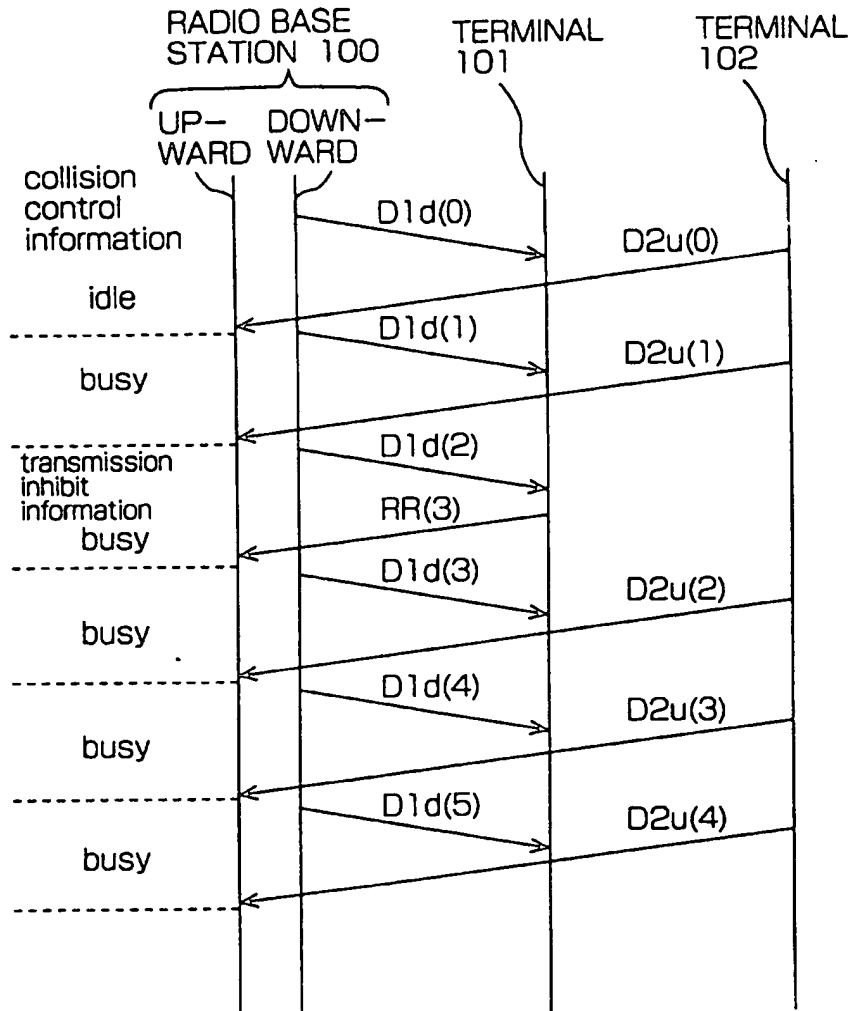 RADIO BASE
STATION 100
TERMINAL
101
TERMINAL
102
UP-
WARD
DOWN-
WARD
collision
control
information
D1d(0)
D2u(0)
idle
D1d(1)
D2u(1)
busy
D1d(2)
transmission
inhibit
information
RR(3)
busy
D1d(3)
D2u(2)
busy
D1d(4)
D2u(3)
busy
D1d(5)
D2u(4)
busy